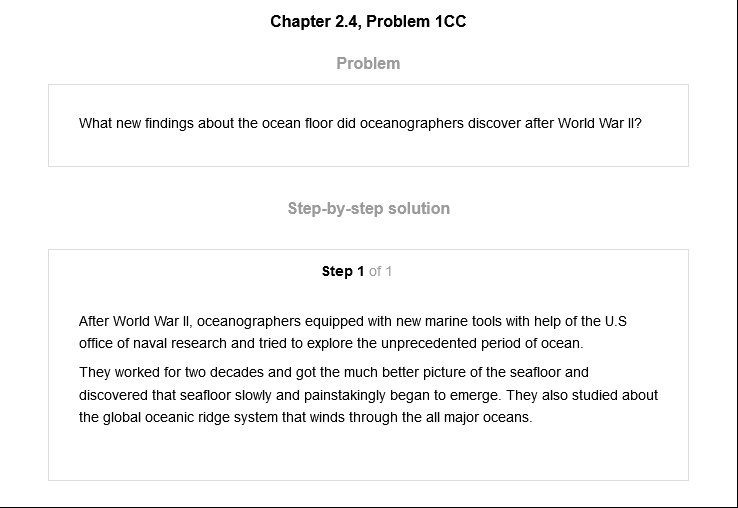 Chapter 2.4, Problem 1CC
Problem
What new findings about the ocean floor did oceanographers discover after World War II?
Step-by-step solution
Step 1 of 1
After World War II, oceanographers equipped with new marine tools with help of the U.S
office of naval research and tried to explore the unprecedented period of ocean.
They worked for two decades and got the much better picture of the seafloor and
discovered that seafloor slowly and painstakingly began to emerge. They also studied about
the global oceanic ridge system that winds through the all major oceans.